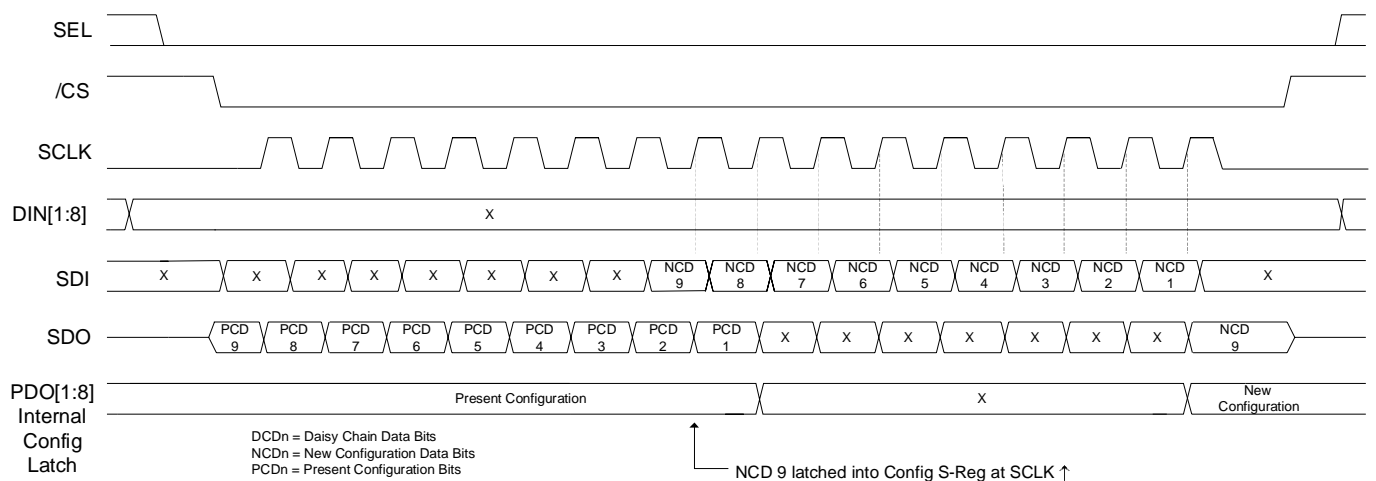 SEL
/CS
SCLK
DIN[1:8] X
SDI X X X X X X X X NCD 9 NCD 8 NCD 7 NCD 6 NCD 5 NCD 4 NCD 3 NCD 2 NCD 1 X
SDO PCD 9 PCD 8 PCD 7 PCD 6 PCD 5 PCD 4 PCD 3 PCD 2 PCD 1 X X X X X X X NCD 9
PDO[1:8] Present Configuration X New Configuration
Internal
Config
Latch
DCDn = Daisy Chain Data Bits
NCDn = New Configuration Data Bits
PCDn = Present Configuration Bits
NCD 9 latched into Config S-Reg at SCLK ↑